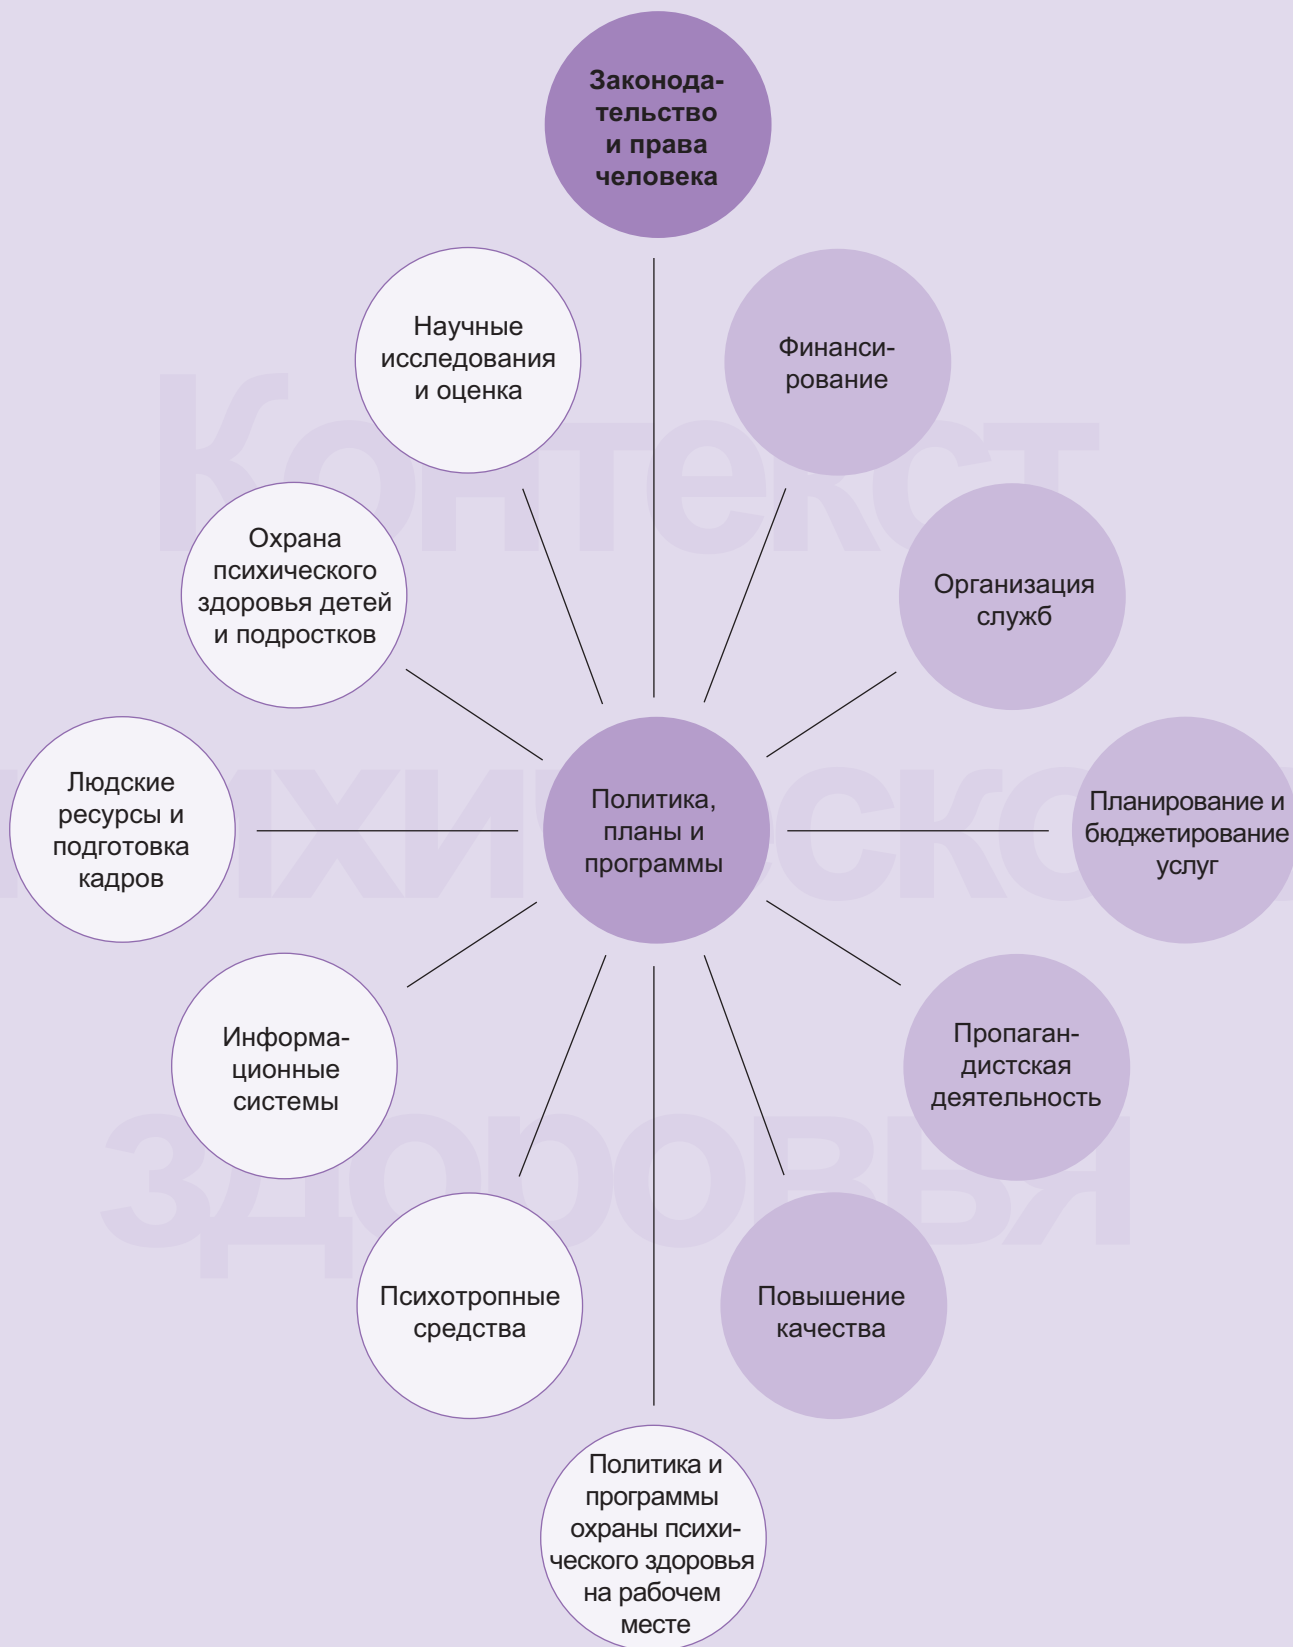 Законода-
тельство
и права
человека
Научные
исследования
и оценка
Финанси-
рование
Контекст
Охрана
психического
здоровья детей
и подростков
Организация
служб
Людские
ресурсы и
подготовка
кадров
Политика,
планы и
программы
Планирование и
бюджетирование
услуг
Информа-
ционные
системы
Пропаган-
дистская
деятельность
здоровья
Психотропные
средства
Повышение
качества
Политика и
программы
охраны психи-
ческого здоровья
на рабочем
месте